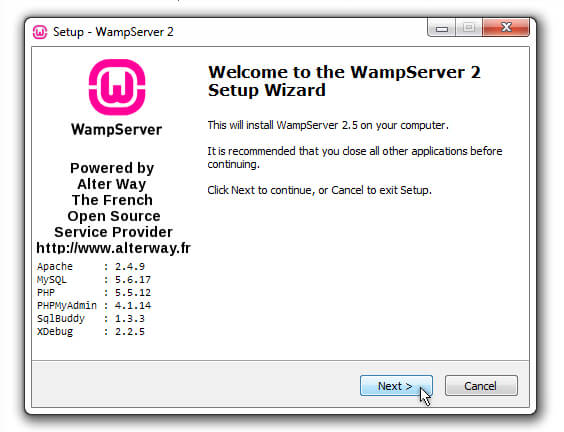 Setup - WampServer 2
WampServer
Powered by
Alter Way
The French
Open Source
Service Provider
http://www.alterway.fr
Apache : 2.4.9
MySQL : 5.6.17
PHP : 5.5.12
PHPMyAdmin : 4.1.14
SqlBuddy : 1.3.3
XDebug : 2.2.5
Welcome to the WampServer 2
Setup Wizard
This will install WampServer 2.5 on your computer.
It is recommended that you close all other applications before
continuing.
Click Next to continue, or Cancel to exit Setup.
Next >
Cancel